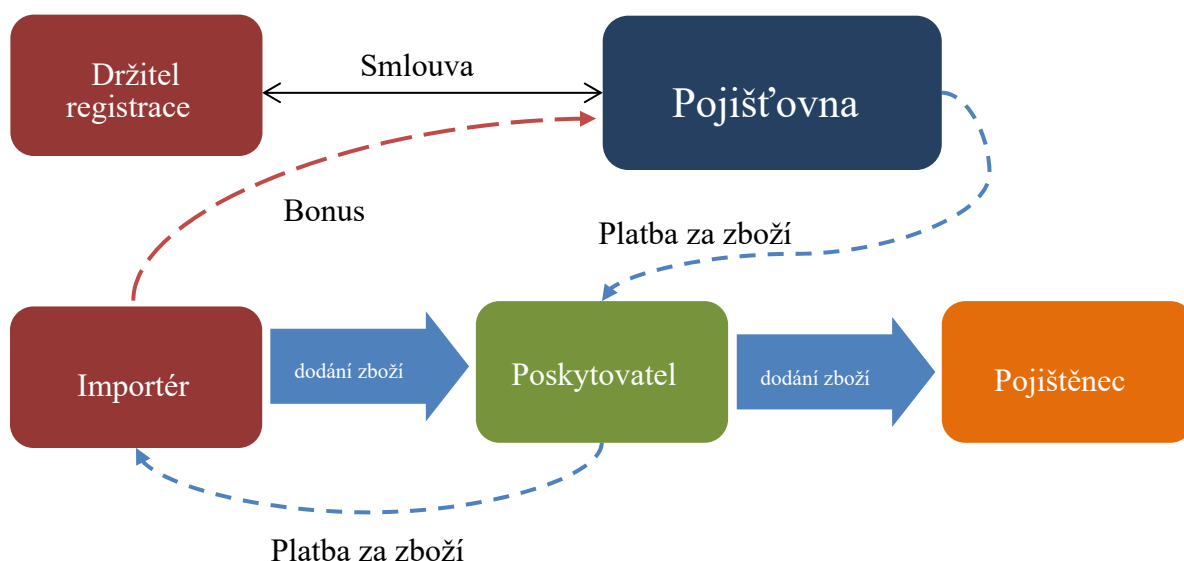 Držitel
registrace
Smlouva
Pojišťovna
Bonus
Platba za zboží
Importér
dodání zboží
Poskytovatel
dodání zboží
Pojištěnec
Platba za zboží